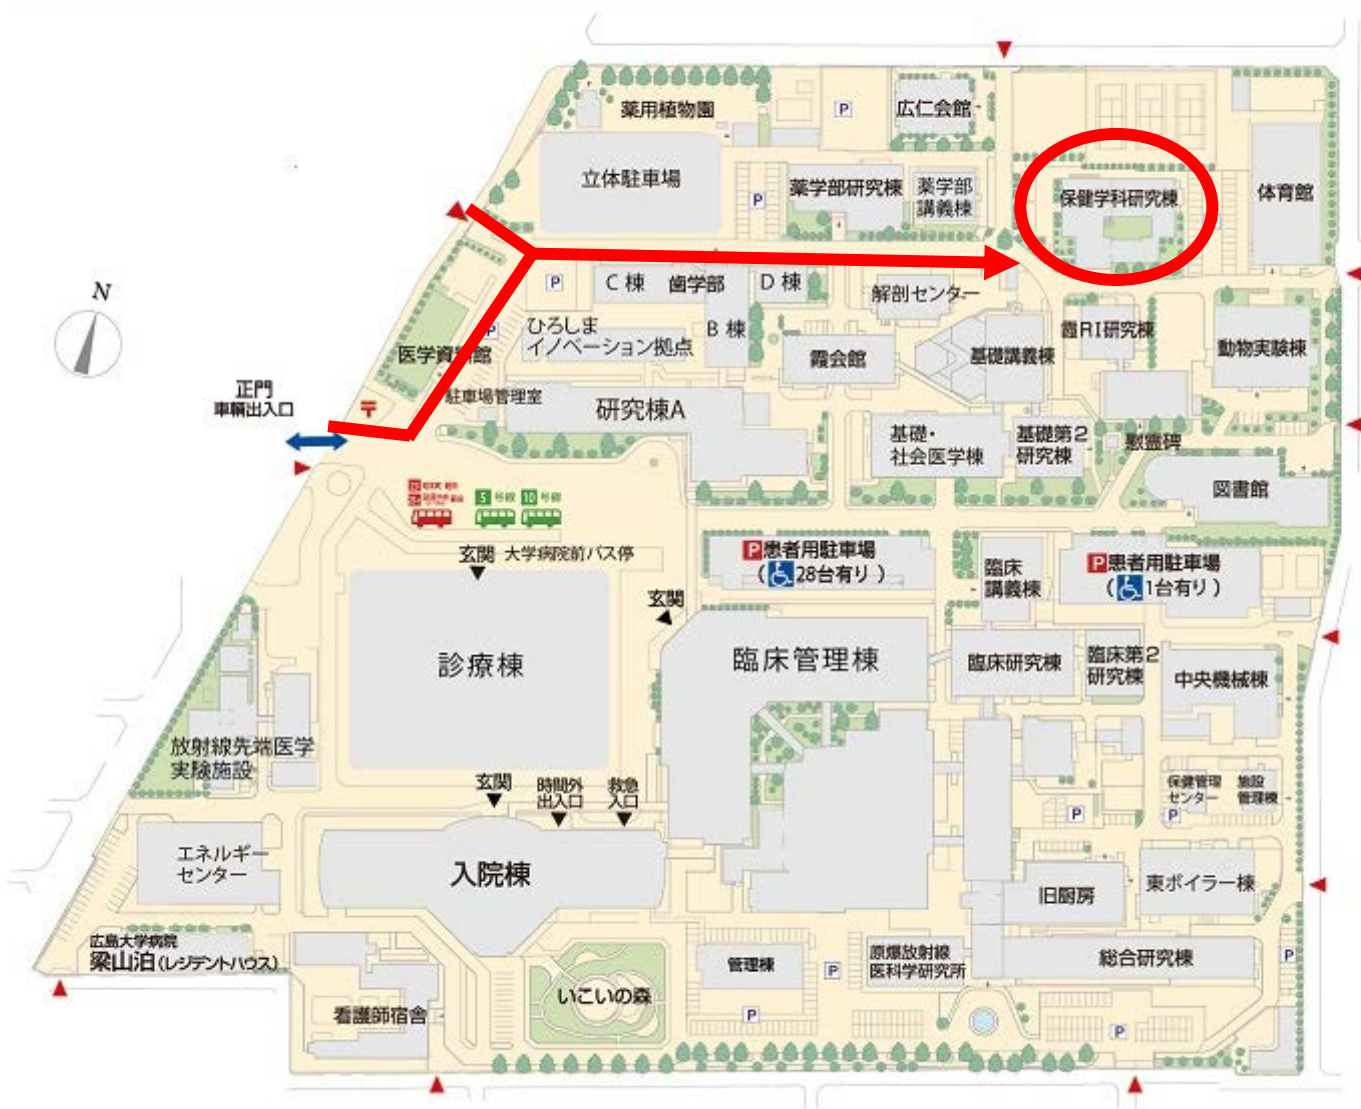 薬用植物園
P
広仁会館
立体駐車場
P
薬学部研究棟
薬学部
講義棟
保健学科研究棟
体育館
N
P
C 棟
歯学部
D 棟
解剖センター
ひろしま
イノベーション拠点
B 棟
霞会館
基礎講義棟
霞RI研究棟
動物実験棟
P
医学資料館
正門
車輌出入口
〒
駐車場管理室
研究棟A
基礎・
社会医学棟
基礎第2
研究棟
慰霊碑
図書館
5 号線
10 号線
玄関
大学病院前バス停
P患者用駐車場
(28台有り)
臨床
講義棟
P患者用駐車場
(1台有り)
玄関
診療棟
臨床管理棟
臨床研究棟
臨床第2
研究棟
中央機械棟
放射線先端医学
実験施設
玄関
時間外
出入口
救急
入口
保健管理
センター
施設
管理棟
P
P
エネルギー
センター
入院棟
旧厨房
東ボイラー棟
広島大学病院
梁山泊(レジデントハウス)
管理棟
P
原爆放射線
医科学研究所
総合研究棟
P
看護師宿舎
いこいの森
P
P